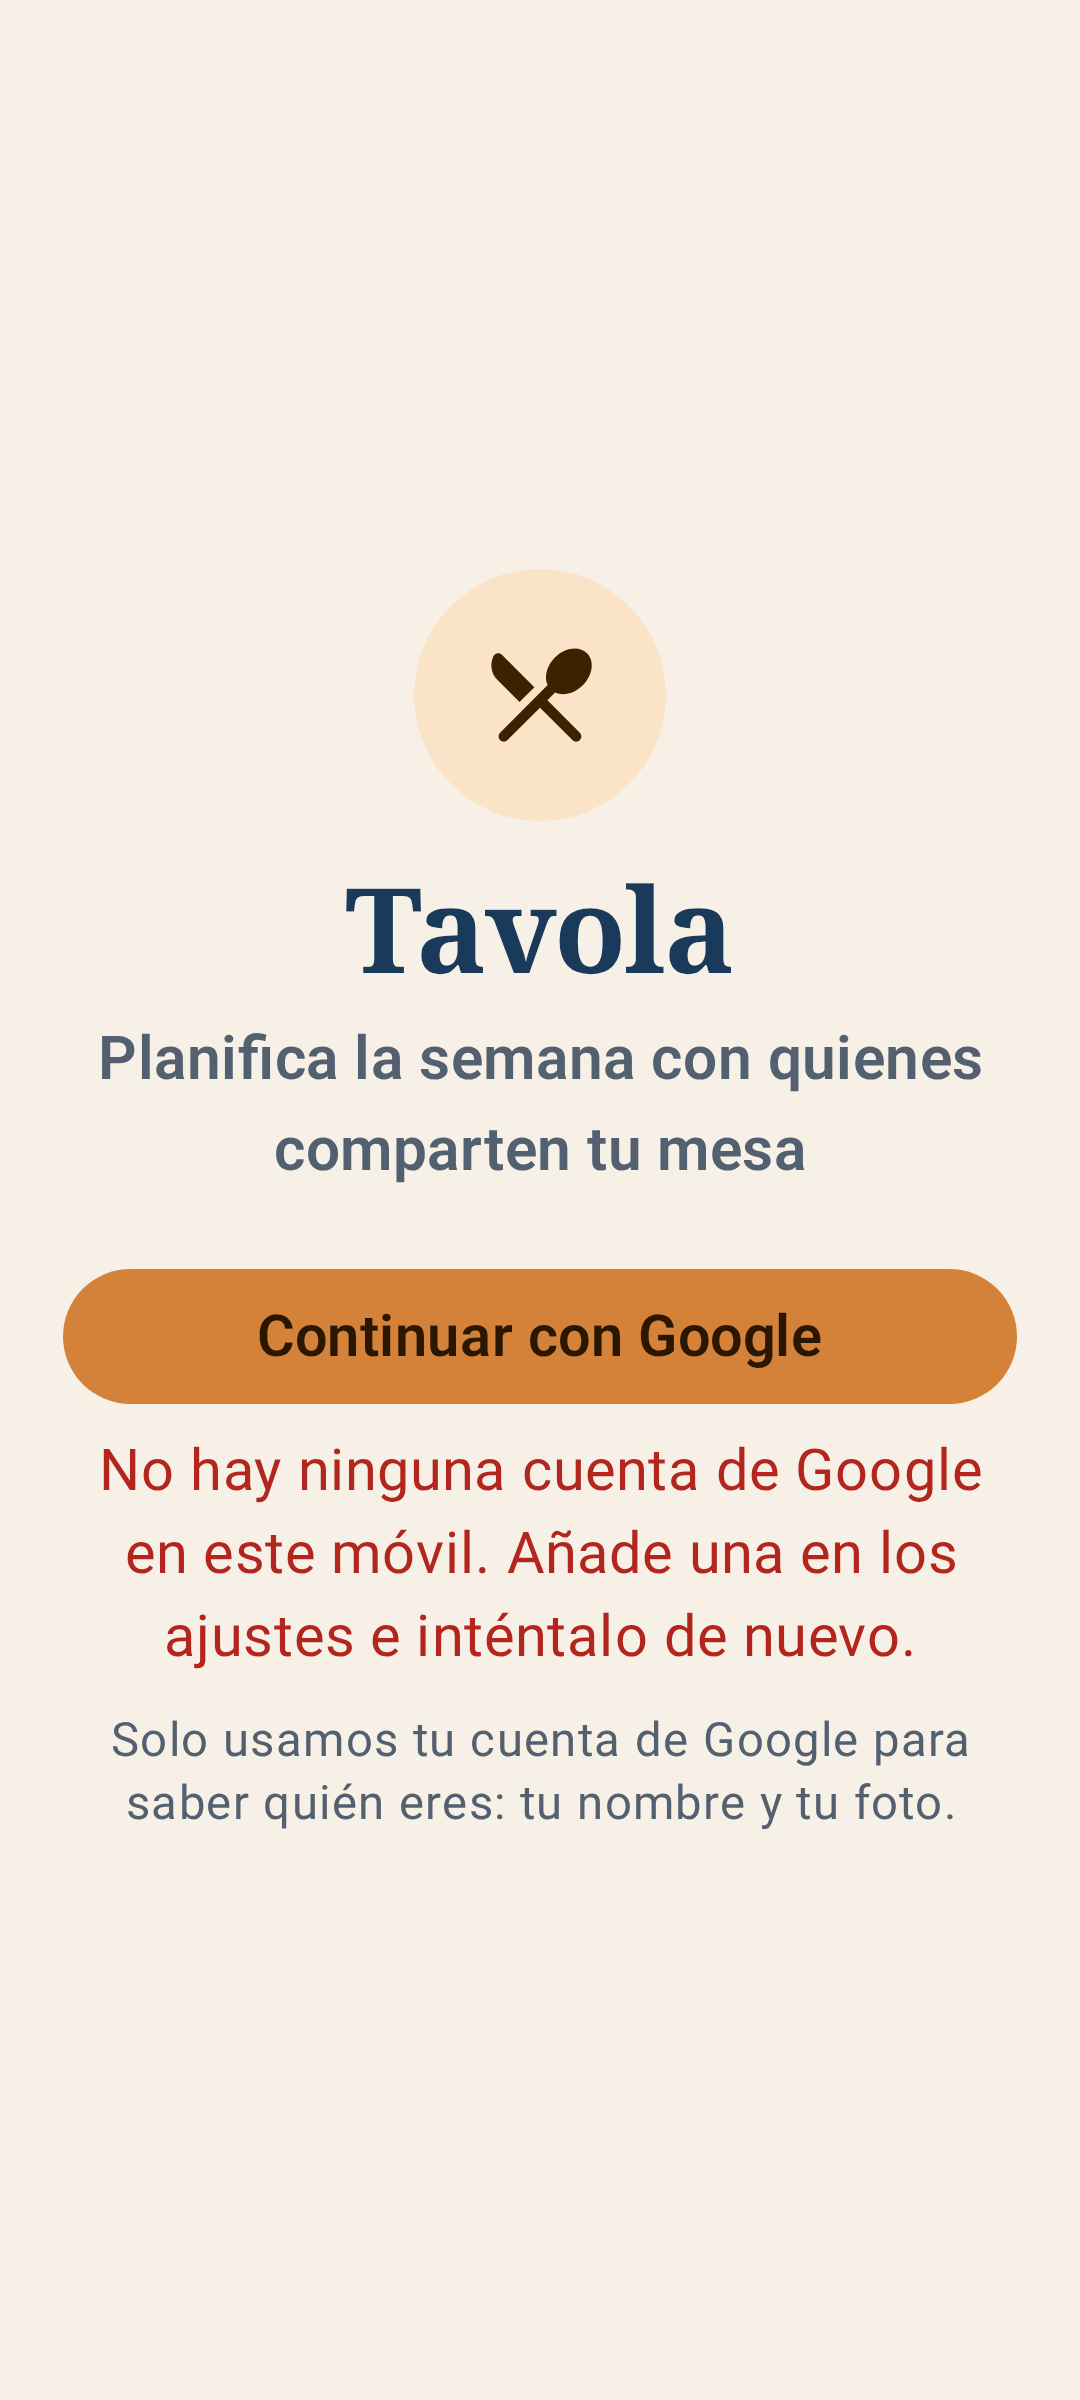 Tavola
Planifica la semana con quienes
comparten tu mesa
Continuar con Google
No hay ninguna cuenta de Google
en este móvil. Añade una en los
ajustes e inténtalo de nuevo.
Solo usamos tu cuenta de Google para
saber quién eres: tu nombre y tu foto.